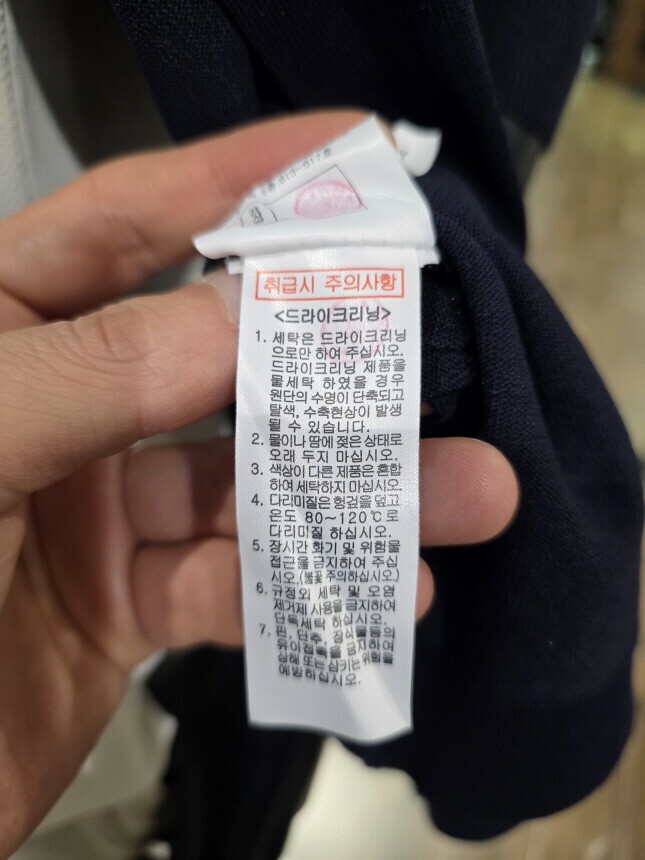 취급시 주의사항
<드라이크리닝>
1. 세탁은 드라이크리닝
으로만 하여 주십시오.
드라이크리닝 제품을
물세탁 하였을 경우
원단의 수명이 단축되고
탈색, 수축현상이 발생
될 수 있습니다.
2. 물이나 땀에 젖은 상태로
오래 두지 마십시오.
3. 색상이 다른 제품은 혼합
하여 세탁하지 마십시오.
4. 다리미질은 헝겊을 덮고
온도 80~120℃로
다리미질 하십시오.
5. 장시간 화기 및 위험물
접근을 금지하여 주십
시오.(불꽃 주의하십시오.)
6. 규정외 세탁 및 오염
제거제 사용을 금지하여
단독세탁 하십시오.
7. 핀, 단추, 장식물등의
유아접촉을 금지하여
상해 또는 삼키는 위험을
예방하십시오.